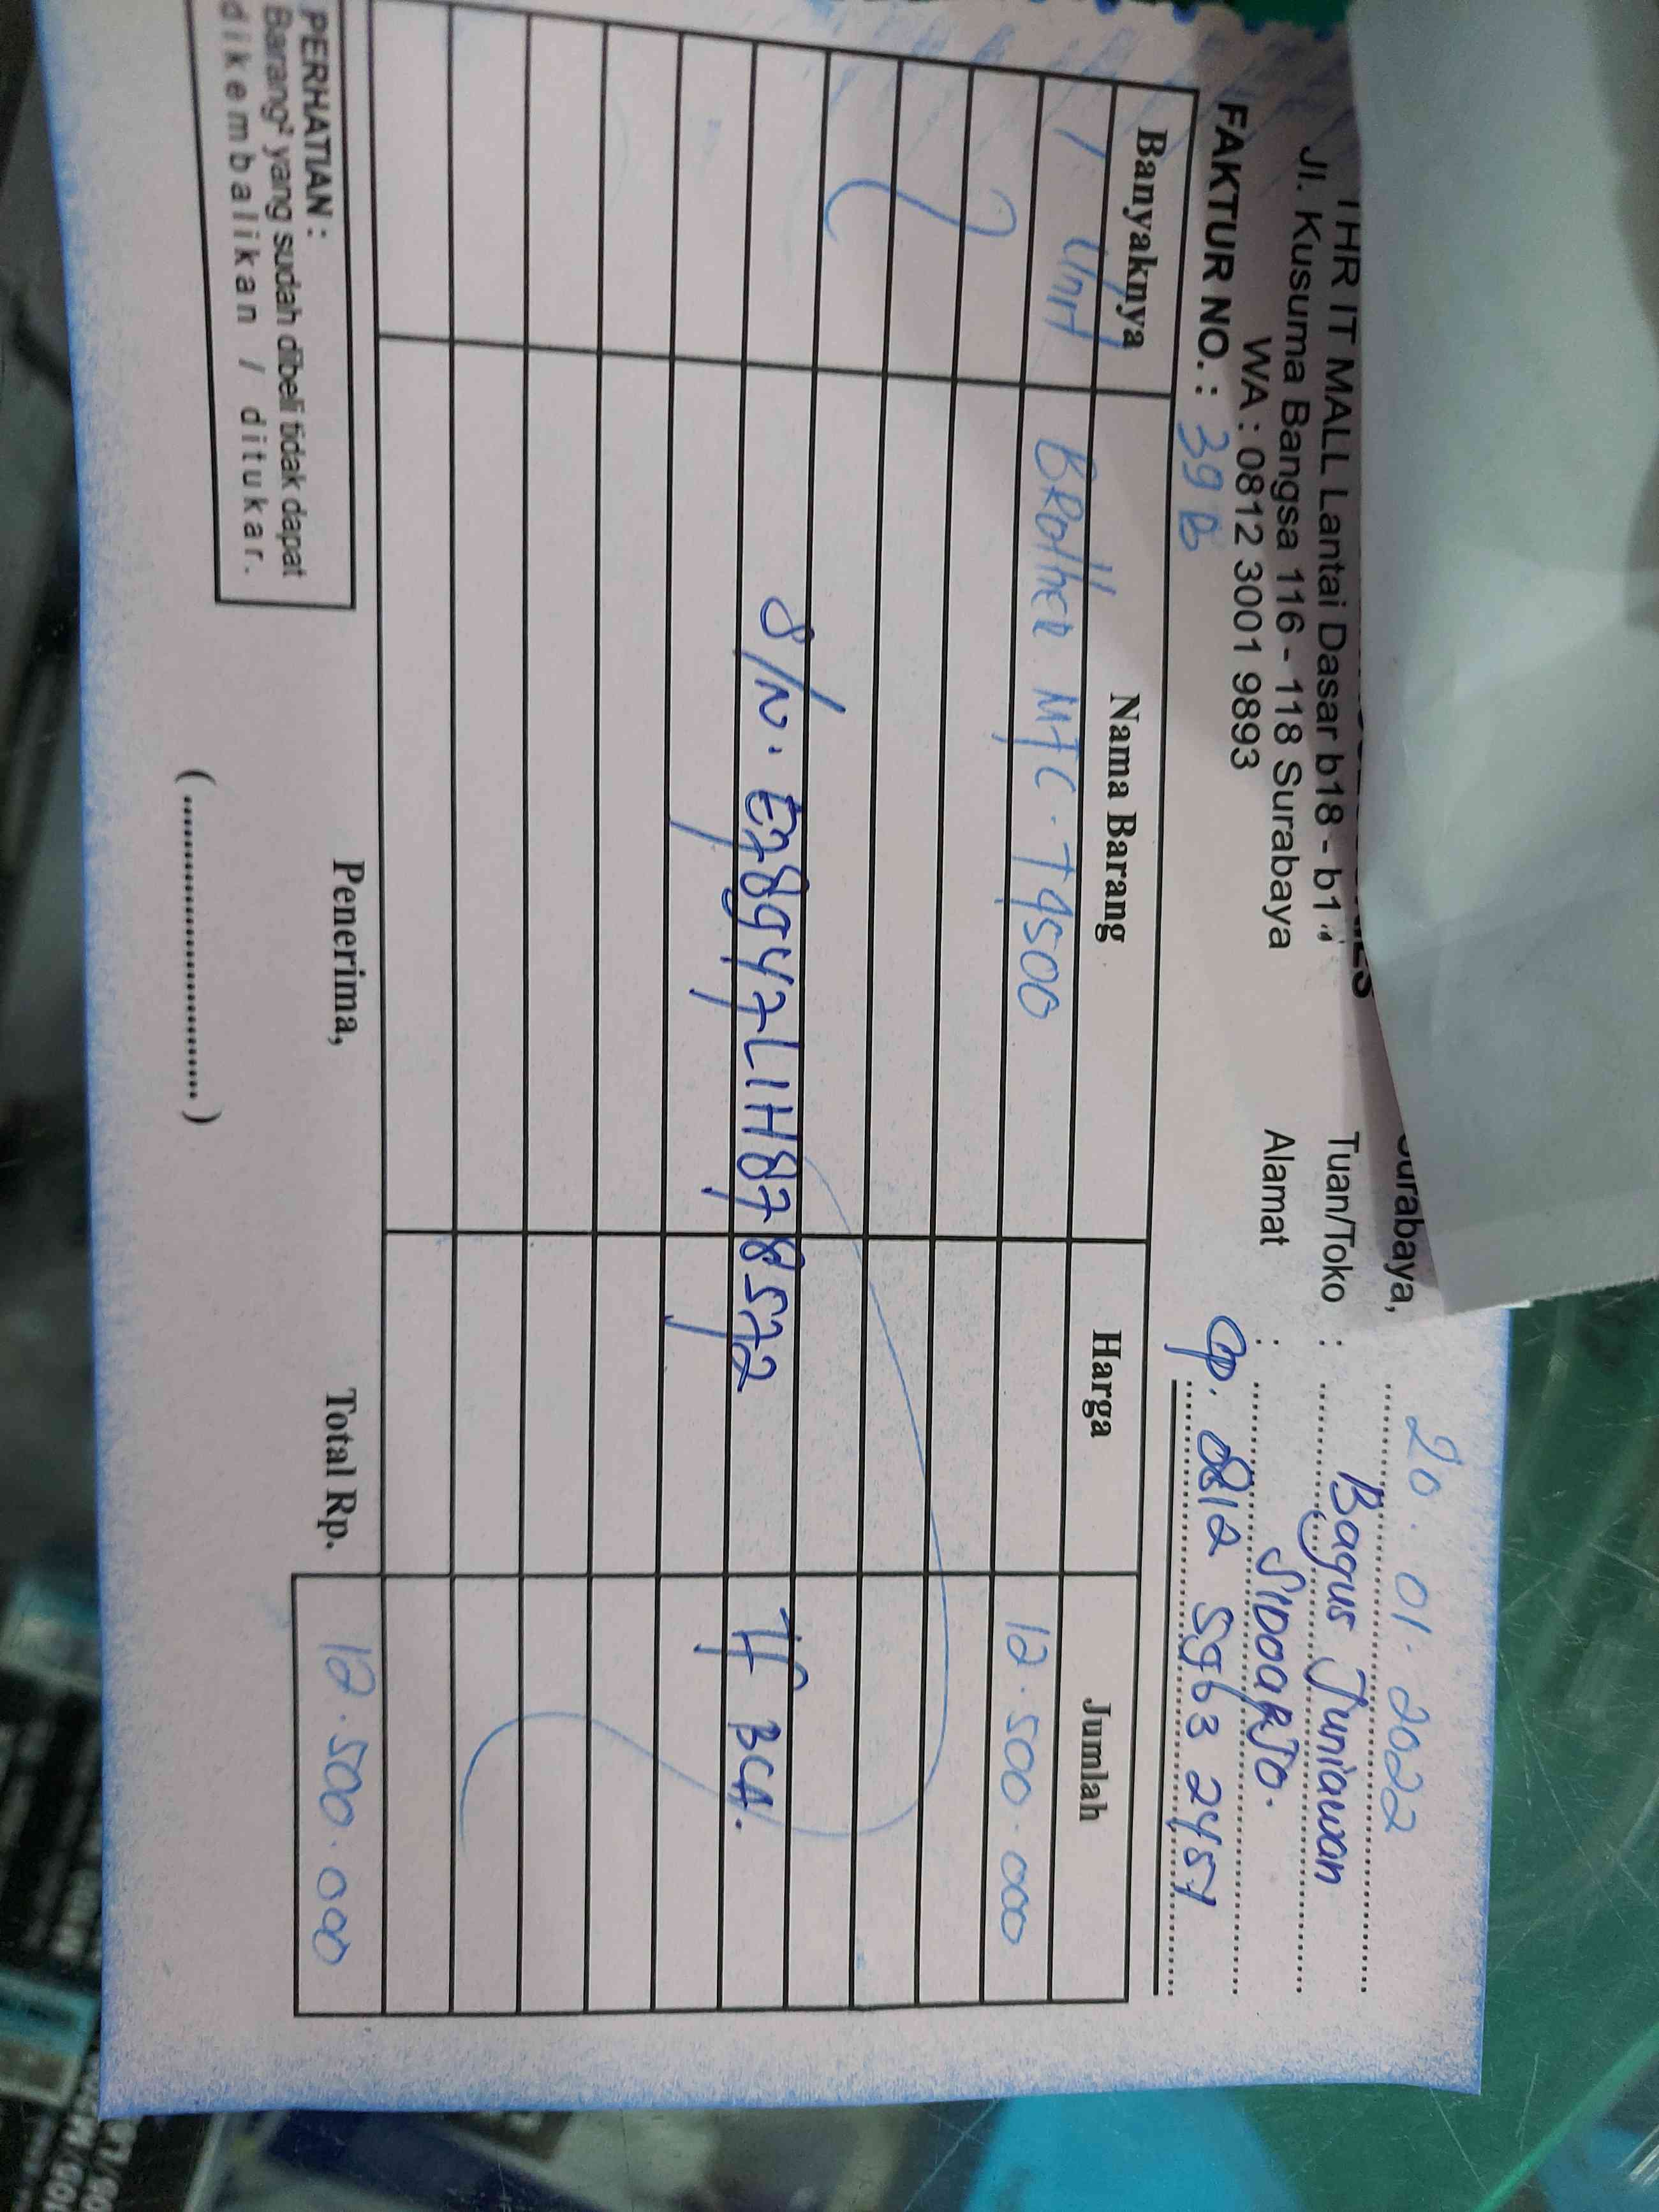 THR IT MALL Lantai Dasar b18 - b1
Jl. Kusuma Bangsa 116 - 118 Surabaya
WA : 0812 3001 9893
FAKTUR NO. : 39 B
Surabaya, 20 . 01 . 2022
Tuan/Toko : Bagus Juniawan
Alamat : SIDOARJO.
Cp. 0812 5963 2457
Banyaknya Nama Barang Harga Jumlah
1 Unit BRother MFC - T4500 12.500.000
S/N. E78947L1H878572 Tf BCA.
PERHATIAN :
Barang² yang sudah dibeli tidak dapat
dikembalikan / ditukar.
Penerima,
(..............................)
Total Rp. 12.500.000